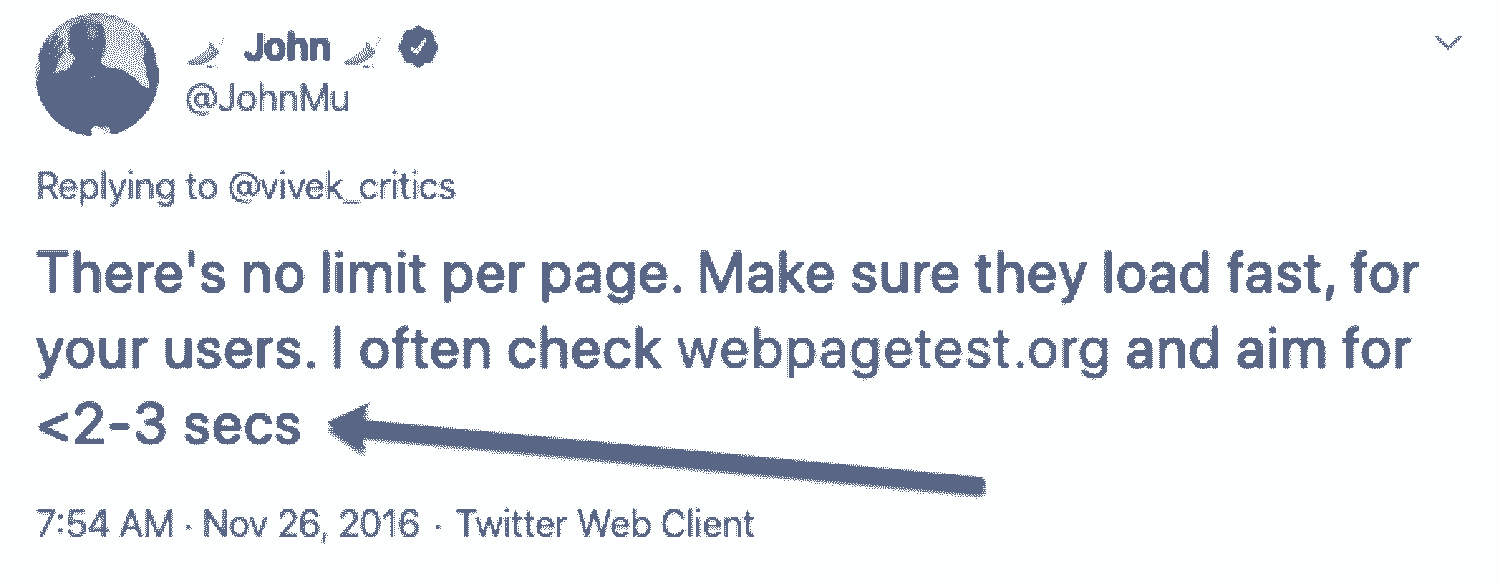 John
@JohnMu
Replying to @vivek_critics
There's no limit per page. Make sure they load fast, for
your users. I often check webpagetest.org and aim for
<2-3 secs
7:54 AM · Nov 26, 2016 · Twitter Web Client